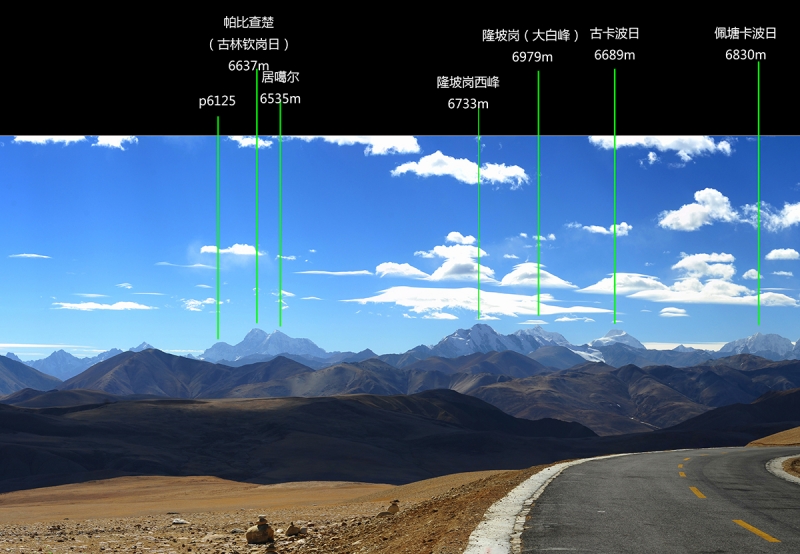 p6125
帕比查楚
（古林钦岗日）
6637m
居噶尔
6535m
隆坡岗西峰
6733m
隆坡岗（大白峰）
6979m
古卡波日
6689m
佩塘卡波日
6830m